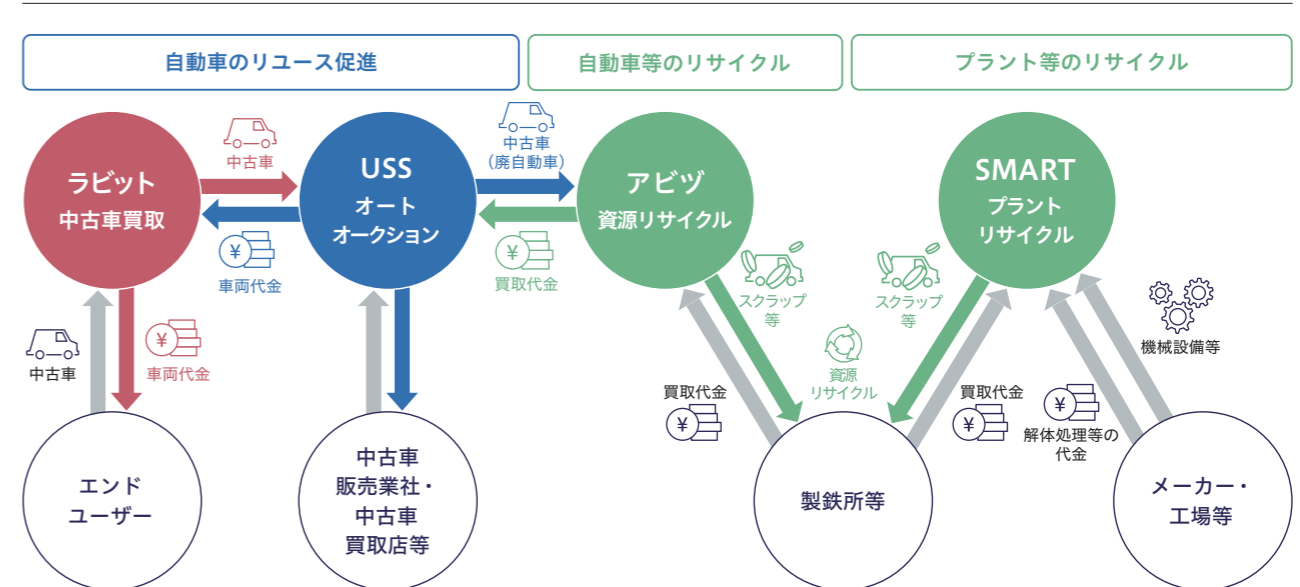 自動車のリユース促進
自動車等のリサイクル
プラント等のリサイクル
ラビット
中古車買取
中古車
USS
オート
オークション
中古車
（廃自動車）
アビヅ
資源リサイクル
SMART
プラント
リサイクル
¥
車両代金
¥
買取代金
スクラップ
等
スクラップ
等
機械設備等
中古車
¥
車両代金
資源
リサイクル
買取代金
¥
買取代金
¥
¥
解体処理等の
代金
エンド
ユーザー
中古車
販売業社・
中古車
買取店等
製鉄所等
メーカー・
工場等